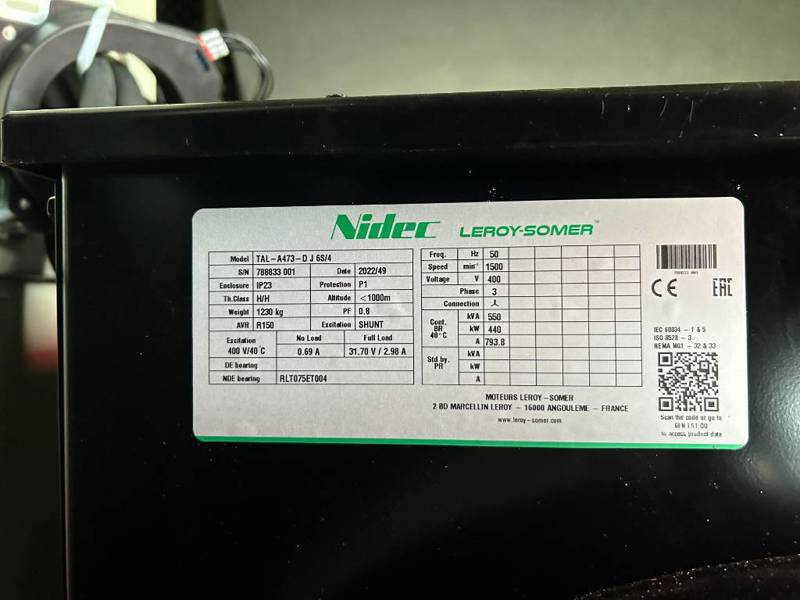 Nidec LEROY-SOMER™
Model TAL-A473-D J 6S/4
S/N 788833 001 Date 2022/49
Enclosure IP23 Protection P1
Th.Class H/H Altitude <1000m
Weight 1230 kg PF 0.8
AVR R150 Excitation SHUNT
Excitation No Load Full Load
400 V/40°C 0.69 A 31.70 V / 2.98 A
DE bearing
NDE bearing RLT075ET004
Freq. Hz 50
Speed min⁻¹ 1500
Voltage V 400
Phase 3
Connection
Cont. BR 40°C kVA 550
kW 440
A 793.8
Std by. PR kVA
kW
A
MOTEURS LEROY-SOMER
2 BD MARCELLIN LEROY - 16000 ANGOULEME - FRANCE
www.leroy-somer.com
CE EAC
IEC 60034 - 1 & 5
ISO 8528 - 3
NEMA MG1 - 32 & 33
Scan the code or go to
to access product data